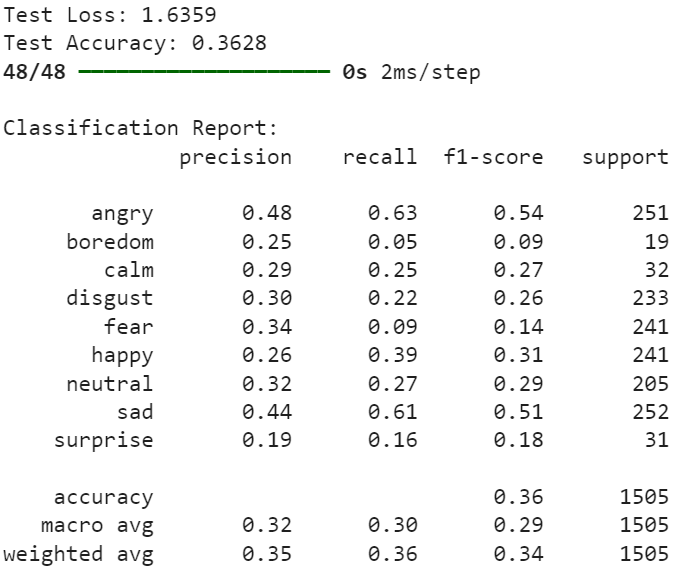 Test Loss: 1.6359
Test Accuracy: 0.3628
48/48 ━━━━━━━━━━━━━━━━━━━━ 0s 2ms/step
Classification Report:
precision recall f1-score support
angry 0.48 0.63 0.54 251
boredom 0.25 0.05 0.09 19
calm 0.29 0.25 0.27 32
disgust 0.30 0.22 0.26 233
fear 0.34 0.09 0.14 241
happy 0.26 0.39 0.31 241
neutral 0.32 0.27 0.29 205
sad 0.44 0.61 0.51 252
surprise 0.19 0.16 0.18 31
accuracy 0.36 1505
macro avg 0.32 0.30 0.29 1505
weighted avg 0.35 0.36 0.34 1505